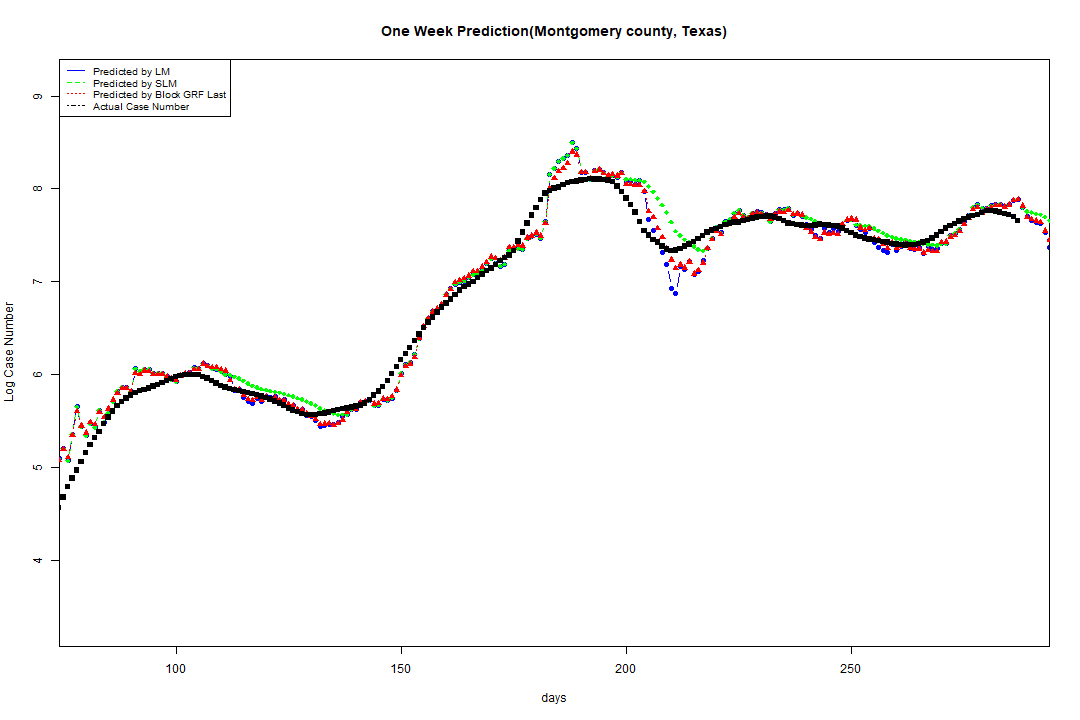 One Week Prediction(Montgomery county, Texas)
Predicted by LM
Predicted by SLM
Predicted by Block GRF Last
Actual Case Number
9
8
7
6
5
4
Log Case Number
100 150 200 250
days